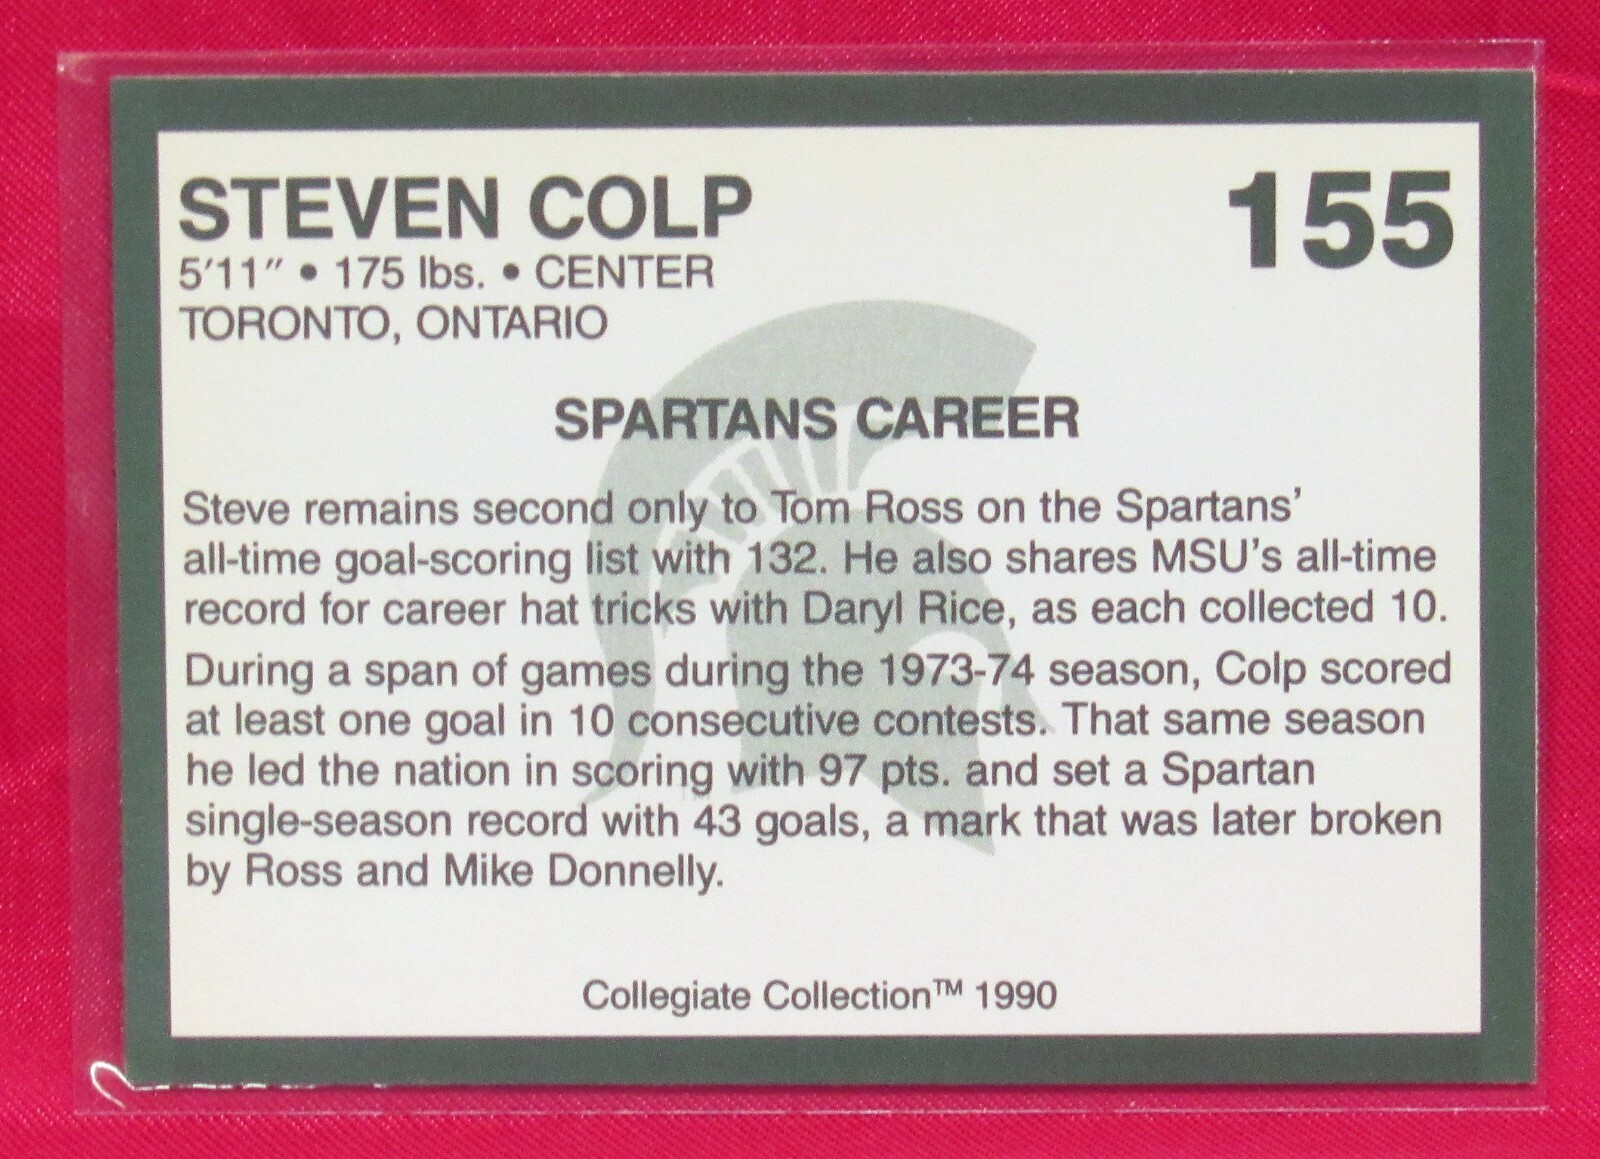 STEVEN COLP
155
5'11" • 175 lbs. • CENTER
TORONTO, ONTARIO
SPARTANS CAREER
Steve remains second only to Tom Ross on the Spartans'
all-time goal-scoring list with 132. He also shares MSU's all-time
record for career hat tricks with Daryl Rice, as each collected 10.
During a span of games during the 1973-74 season, Colp scored
at least one goal in 10 consecutive contests. That same season
he led the nation in scoring with 97 pts. and set a Spartan
single-season record with 43 goals, a mark that was later broken
by Ross and Mike Donnelly.
Collegiate Collection™ 1990